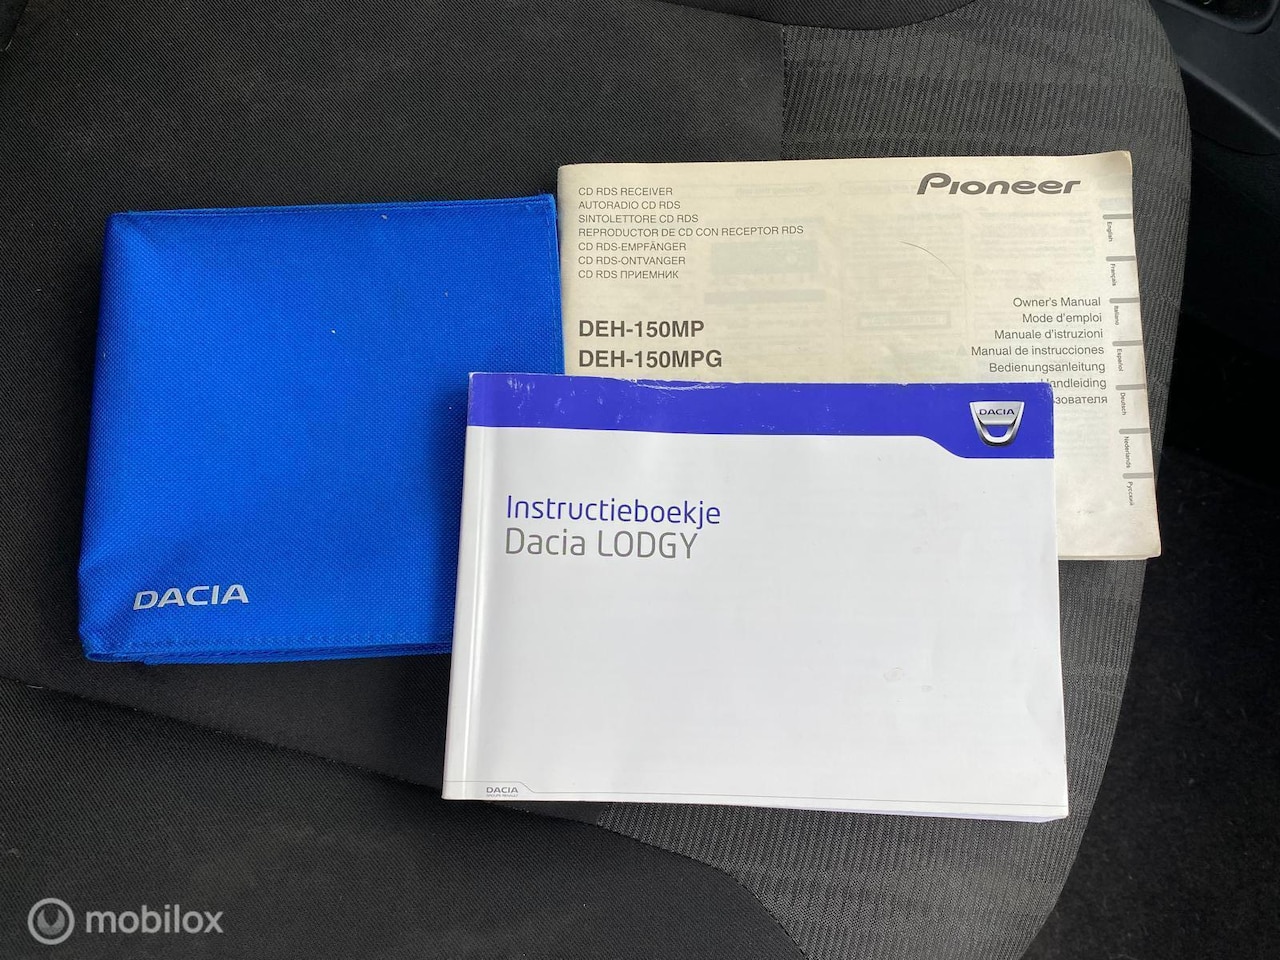 CD RDS RECEIVER
AUTORADIO CD RDS
SINTOLETTORE CD RDS
REPRODUCTOR DE CD CON RECEPTOR RDS
CD RDS-EMPFÄNGER
CD RDS-ONTVANGER
CD RDS ПРИЕМНИК
Pioneer
DEH-150MP
DEH-150MPG
Owner's Manual
Mode d'emploi
Manuale d'istruzioni
Manual de instrucciones
Bedienungsanleitung
Handleiding
English
Français
Italiano
Español
Deutsch
Nederlands
Русский
DACIA
DACIA
Instructieboekje
Dacia LODGY
DACIA
GROUPE RENAULT
mobilox